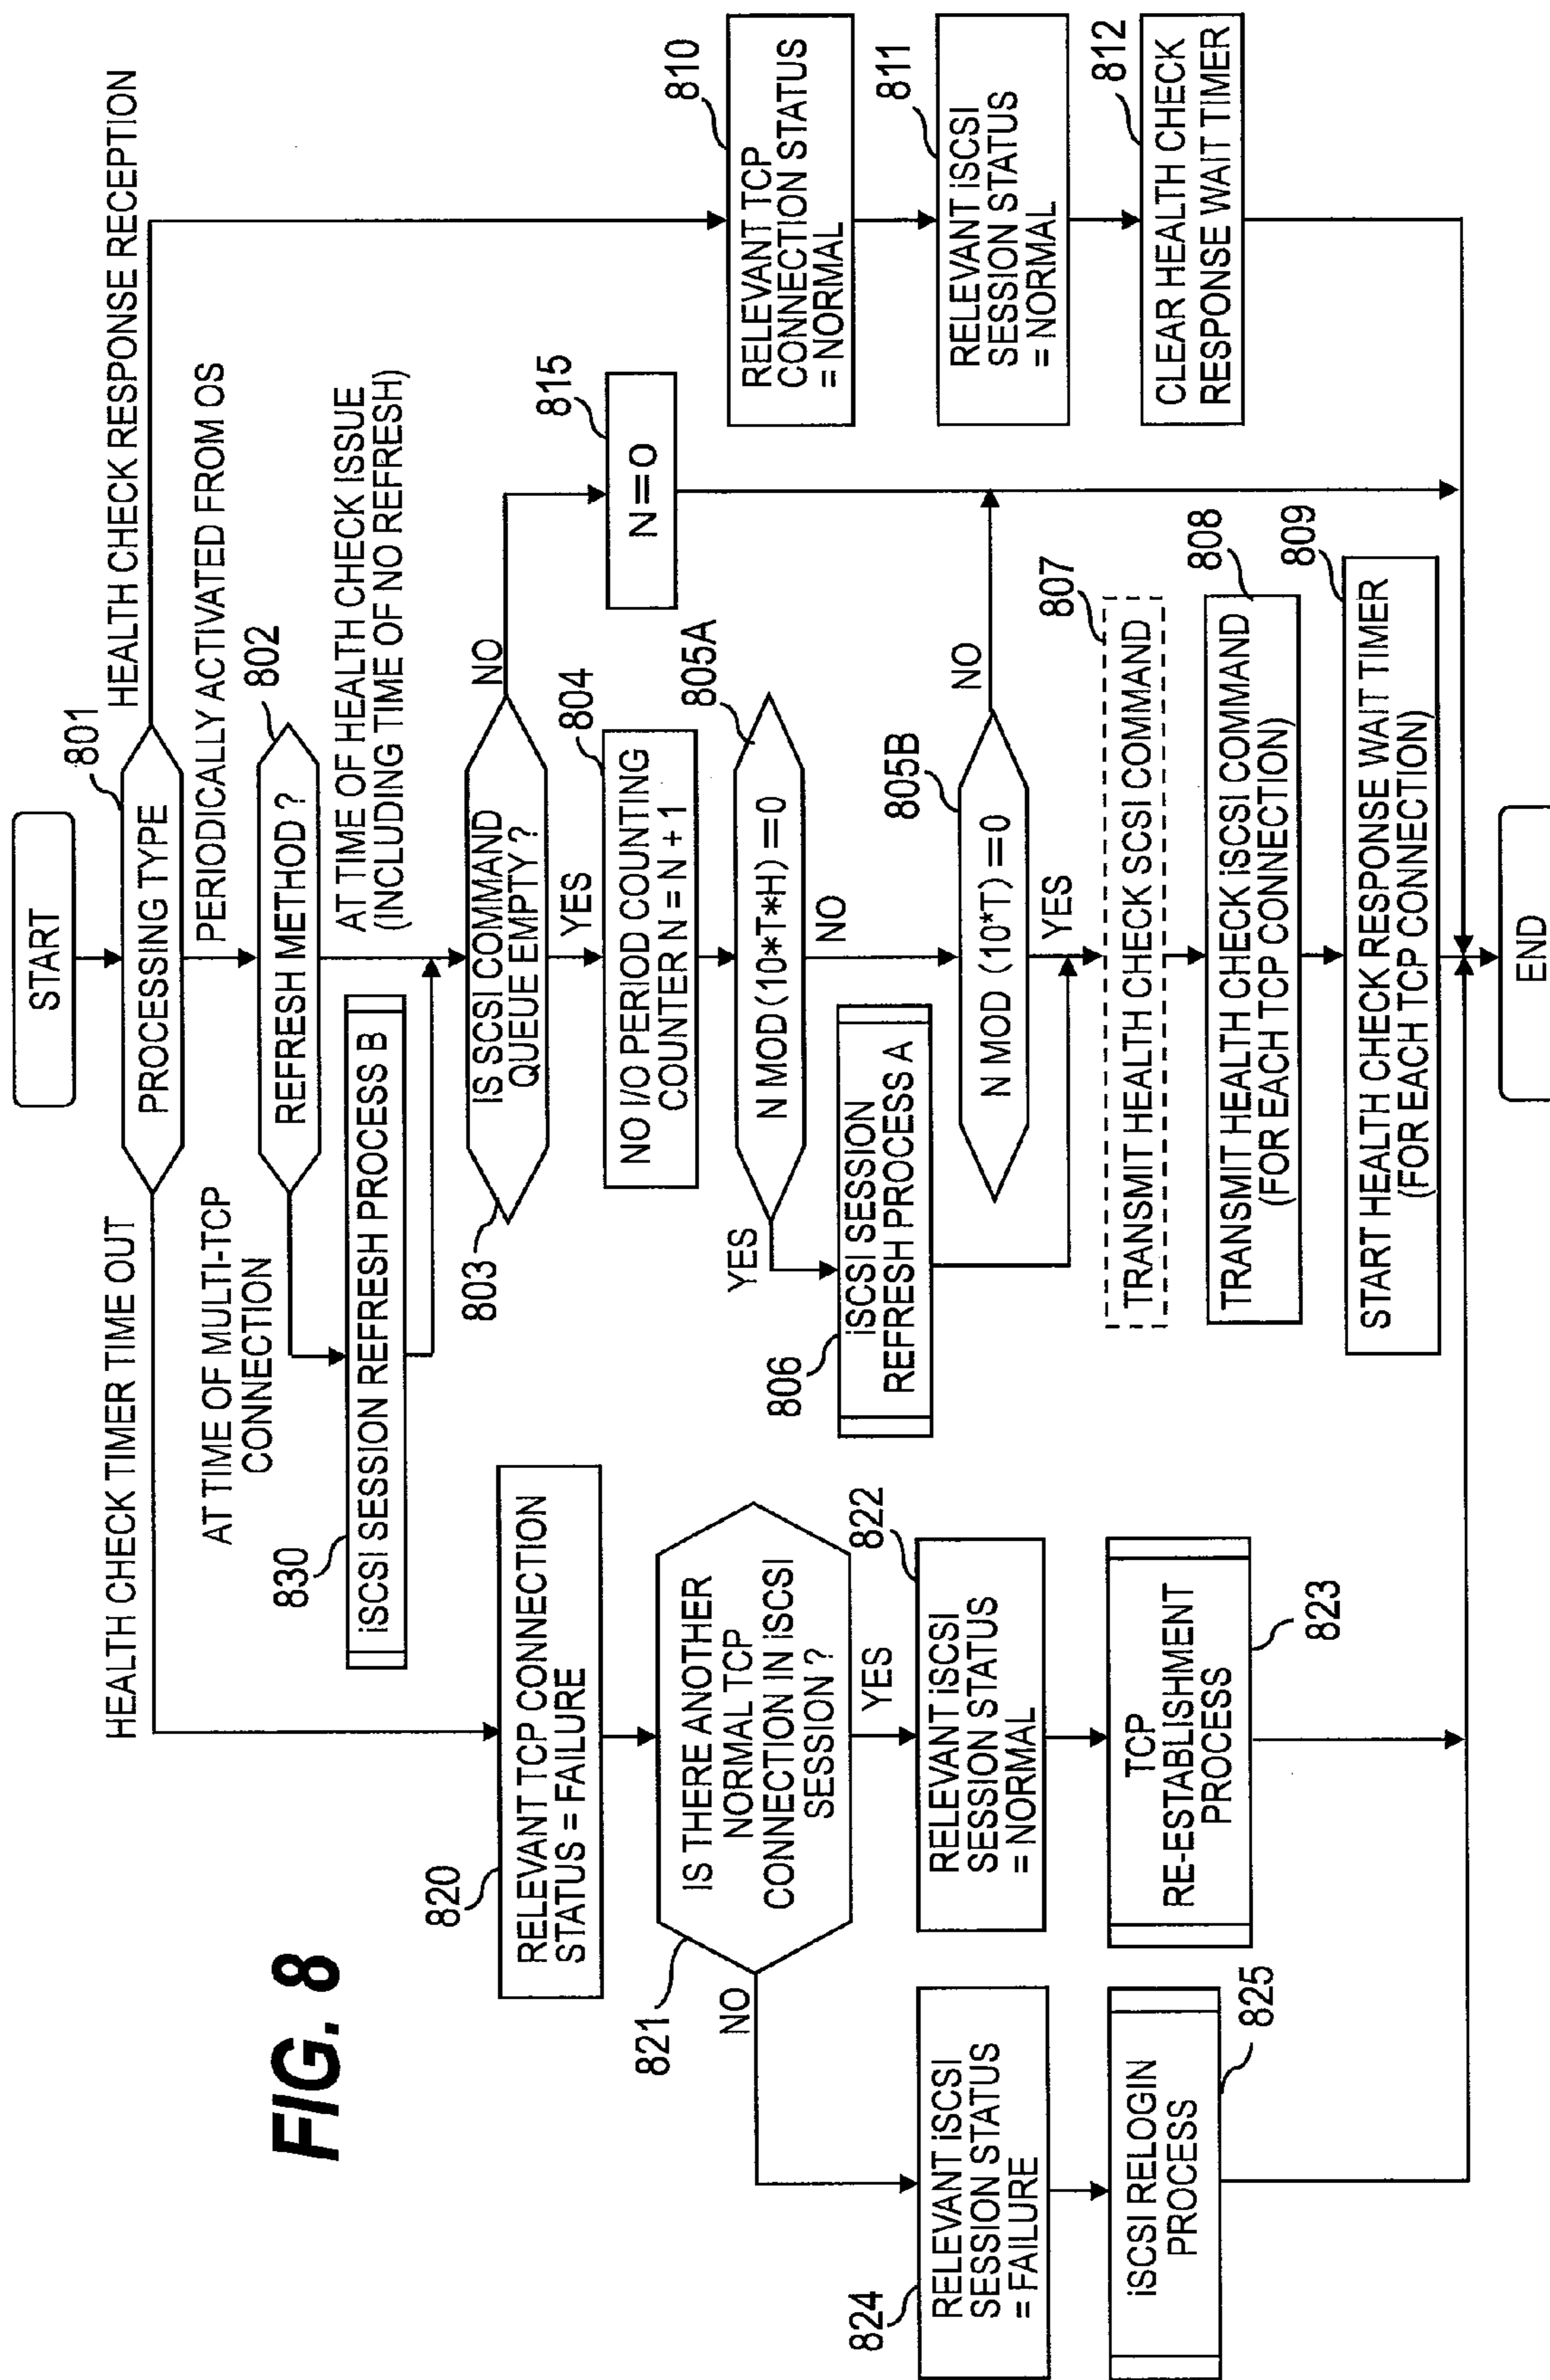 FIG. 8
START
801
PROCESSING TYPE
HEALTH CHECK TIMER TIME OUT
PERIODICALLY ACTIVATED FROM OS
HEALTH CHECK RESPONSE RECEPTION
802
REFRESH METHOD ?
AT TIME OF MULTI-TCP
CONNECTION
AT TIME OF HEALTH CHECK ISSUE
(INCLUDING TIME OF NO REFRESH)
830
iSCSI SESSION REFRESH PROCESS B
803
IS SCSI COMMAND
QUEUE EMPTY ?
NO
YES
815
N=0
804
NO I/O PERIOD COUNTING
COUNTER N = N + 1
805A
N MOD (10*T*H) =0
YES
NO
806
iSCSI SESSION
REFRESH PROCESS A
805B
N MOD (10*T) =0
NO
YES
807
TRANSMIT HEALTH CHECK SCSI COMMAND
808
TRANSMIT HEALTH CHECK iSCSI COMMAND
(FOR EACH TCP CONNECTION)
809
START HEALTH CHECK RESPONSE WAIT TIMER
(FOR EACH TCP CONNECTION)
810
RELEVANT TCP
CONNECTION STATUS
= NORMAL
811
RELEVANT iSCSI
SESSION STATUS
= NORMAL
812
CLEAR HEALTH CHECK
RESPONSE WAIT TIMER
820
RELEVANT TCP CONNECTION
STATUS = FAILURE
821
IS THERE ANOTHER
NORMAL TCP
CONNECTION IN iSCSI
SESSION ?
NO
YES
822
RELEVANT iSCSI
SESSION STATUS
= NORMAL
823
TCP
RE-ESTABLISHMENT
PROCESS
824
RELEVANT iSCSI
SESSION STATUS
= FAILURE
825
iSCSI RELOGIN
PROCESS
END